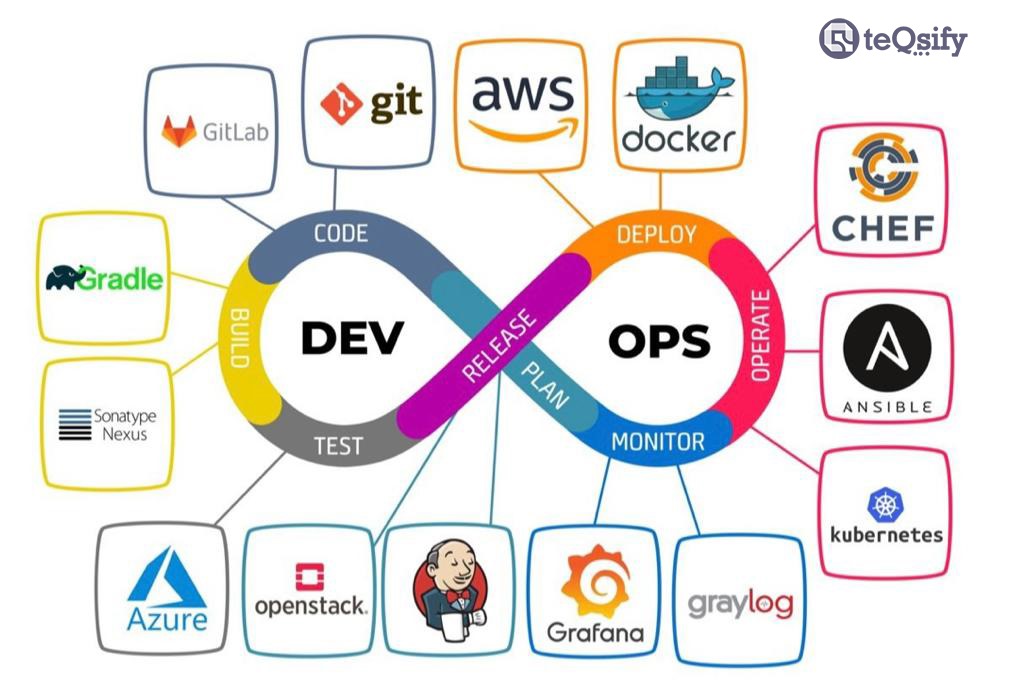 teQsify
GitLab
git
aws
docker
CHEF
Gradle
CODE
DEPLOY
BUILD
DEV
RELEASE
OPS
OPERATE
ANSIBLE
PLAN
Sonatype
Nexus
TEST
MONITOR
kubernetes
Azure
openstack.
Grafana
graylog